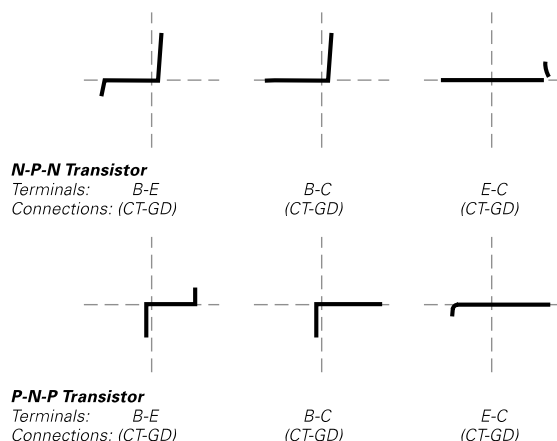 N-P-N Transistor
Terminals: B-E B-C E-C
Connections: (CT-GD) (CT-GD) (CT-GD)
P-N-P Transistor
Terminals: B-E B-C E-C
Connections: (CT-GD) (CT-GD) (CT-GD)